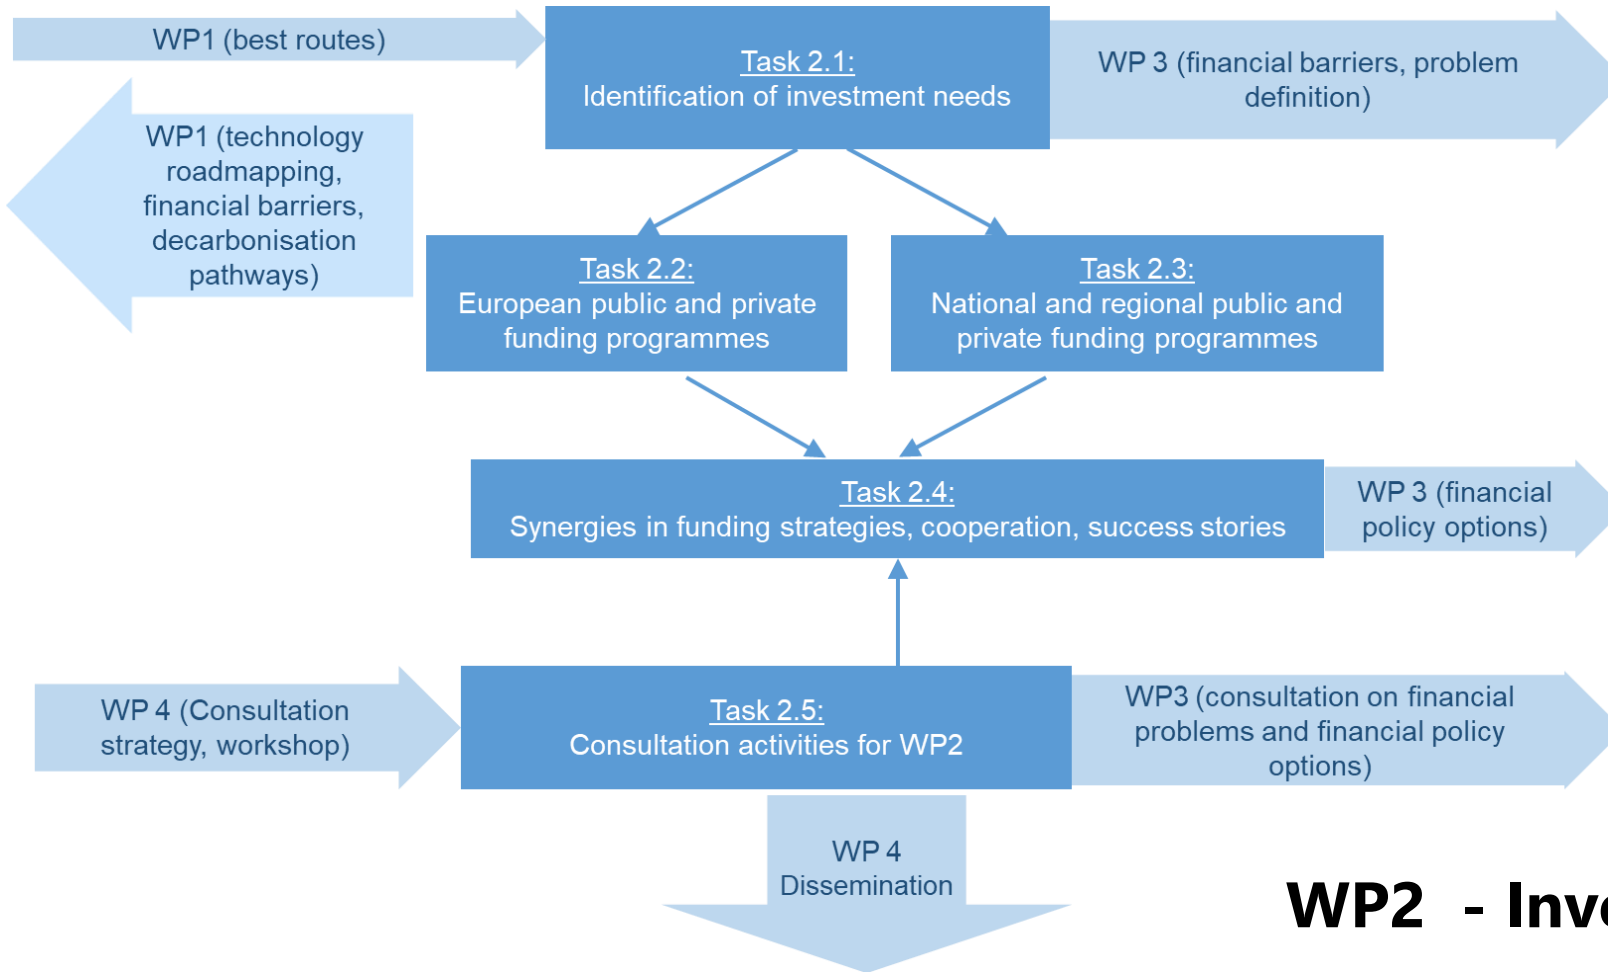 WP1 (best routes)
Task 2.1:
Identification of investment needs
WP 3 (financial barriers, problem
definition)
WP1 (technology
roadmapping,
financial barriers,
decarbonisation
pathways)
Task 2.2:
European public and private
funding programmes
Task 2.3:
National and regional public and
private funding programmes
Task 2.4:
Synergies in funding strategies, cooperation, success stories
WP 3 (financial
policy options)
WP 4 (Consultation
strategy, workshop)
Task 2.5:
Consultation activities for WP2
WP3 (consultation on financial
problems and financial policy
options)
WP 4
Dissemination
WP2 - Inve